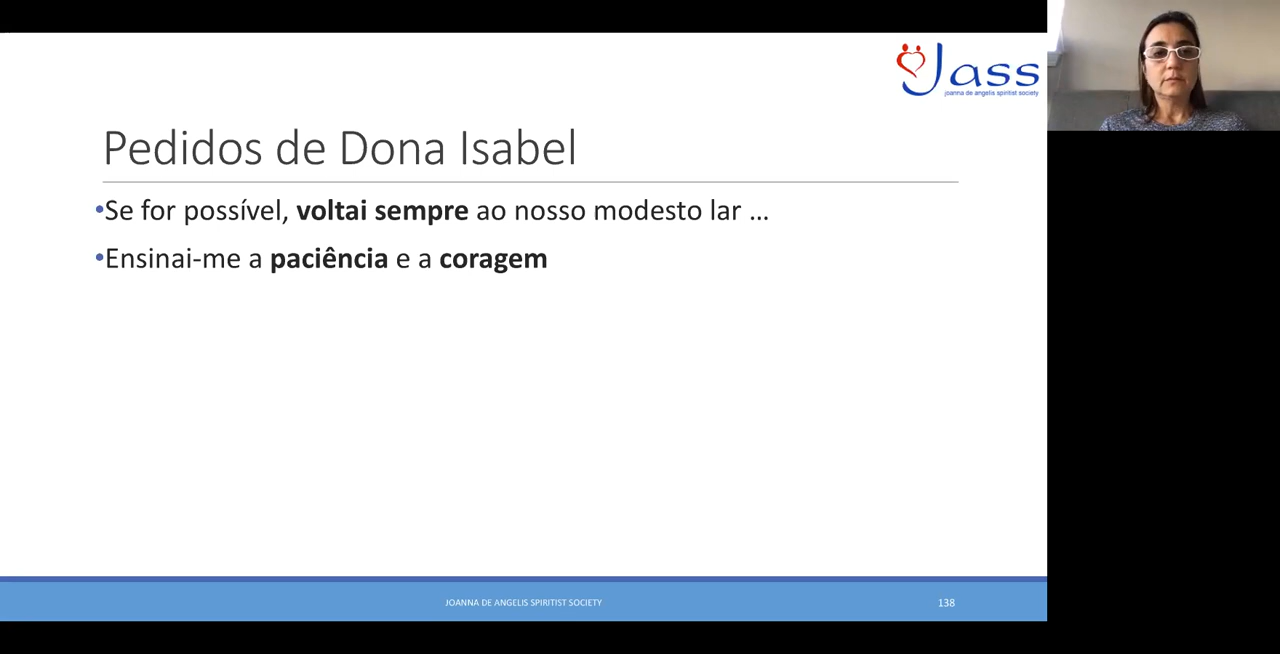 Jass
joanna de angelis spiritist society
Pedidos de Dona Isabel
•Se for possível, voltai sempre ao nosso modesto lar ...
•Ensinai-me a paciência e a coragem
JOANNA DE ANGELIS SPIRITIST SOCIETY
138